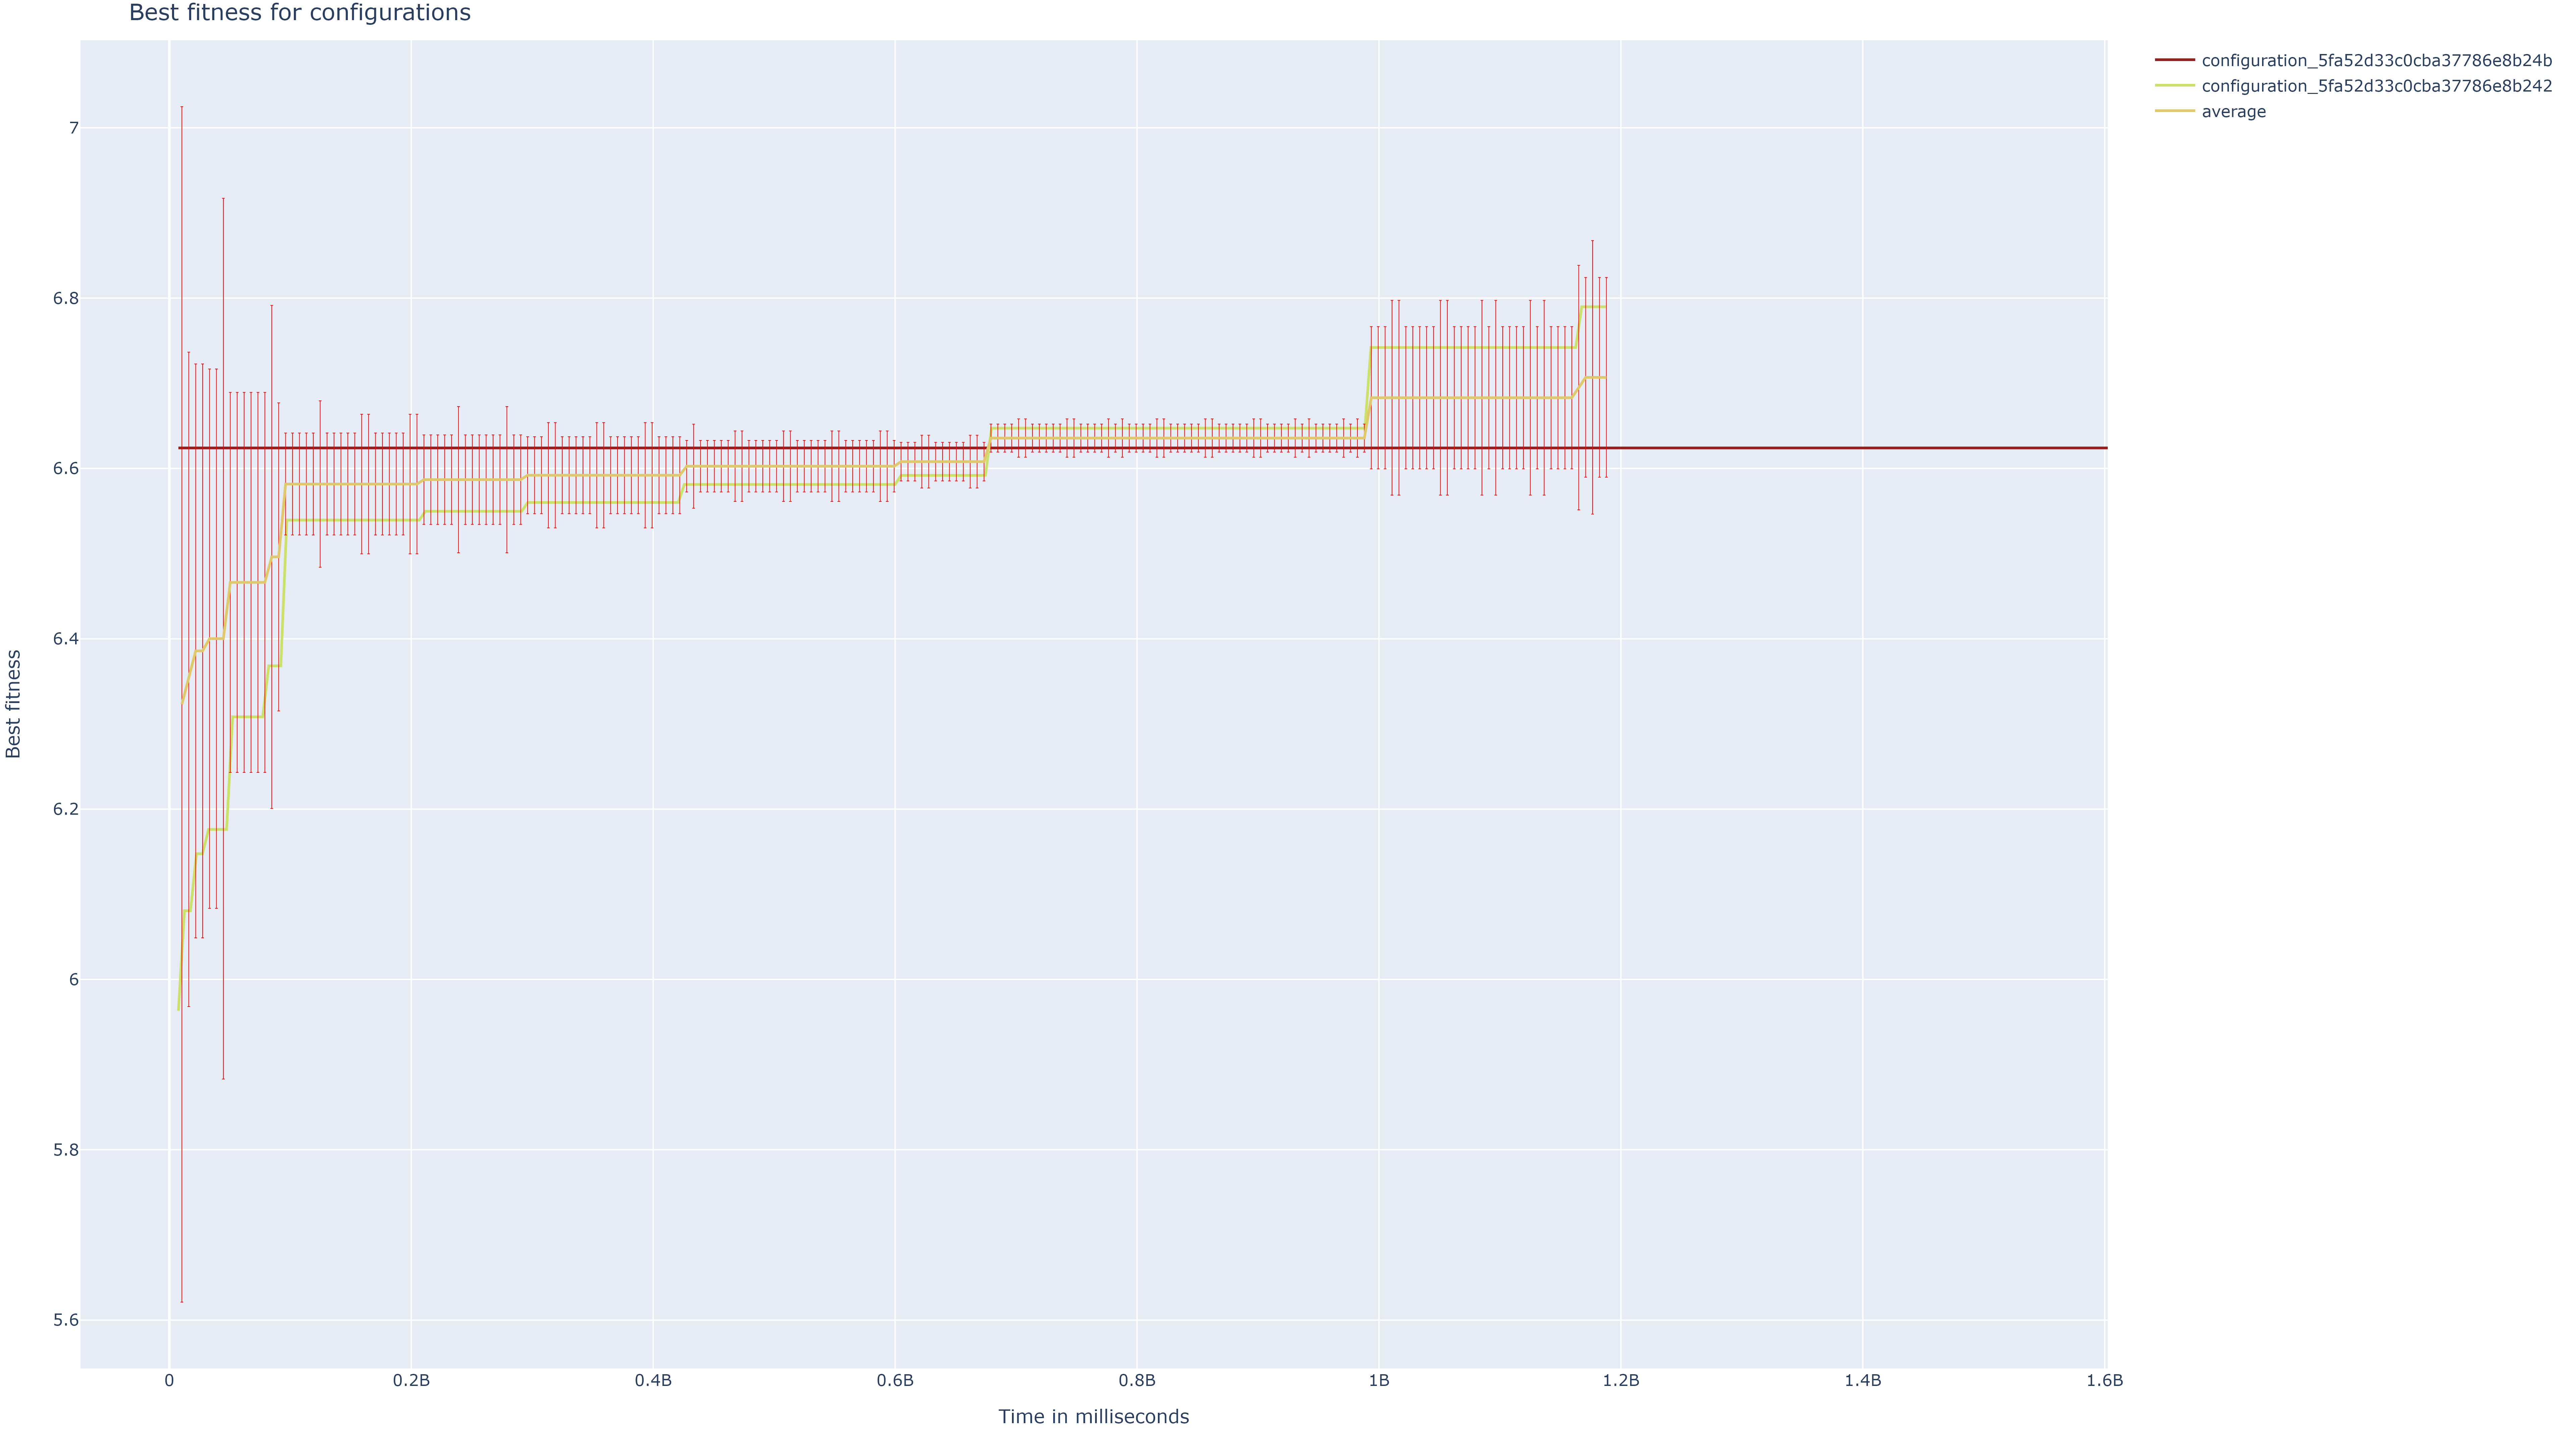 Best fitness for configurations
configuration_5fa52d33c0cba37786e8b24b
configuration_5fa52d33c0cba37786e8b242
average
Best fitness
7
6.8
6.6
6.4
6.2
6
5.8
5.6
0 0.2B 0.4B 0.6B 0.8B 1B 1.2B 1.4B 1.6B
Time in milliseconds